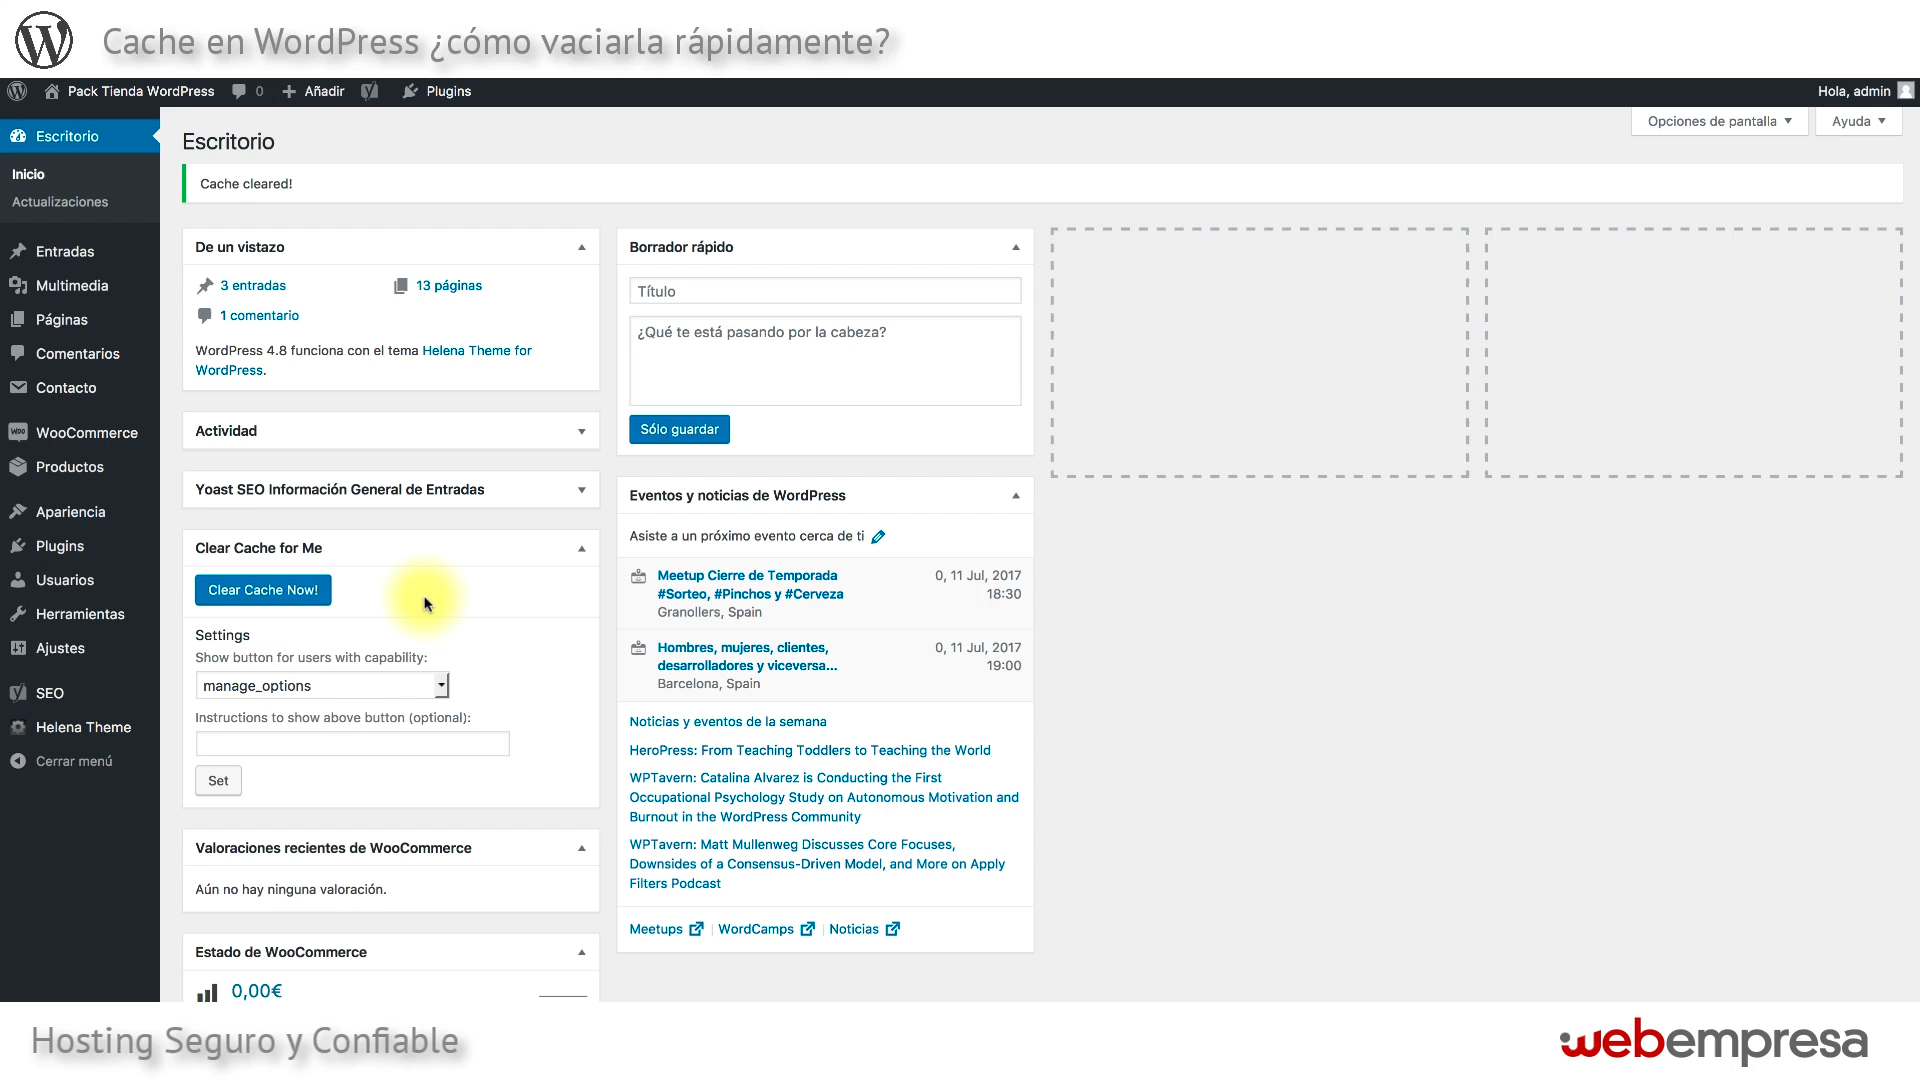 Cache en WordPress ¿cómo vaciarla rápidamente?
Pack Tienda WordPress 0 Añadir Plugins Hola, admin
Opciones de pantalla Ayuda
Escritorio
Inicio
Actualizaciones
Entradas
Multimedia
Páginas
Comentarios
Contacto
WooCommerce
Productos
Apariencia
Plugins
Usuarios
Herramientas
Ajustes
SEO
Helena Theme
Cerrar menú
Escritorio
Cache cleared!
De un vistazo
3 entradas 13 páginas
1 comentario
WordPress 4.8 funciona con el tema Helena Theme for
WordPress.
Actividad
Yoast SEO Información General de Entradas
Clear Cache for Me
Clear Cache Now!
Settings
Show button for users with capability:
manage_options
Instructions to show above button (optional):
Set
Valoraciones recientes de WooCommerce
Aún no hay ninguna valoración.
Estado de WooCommerce
0,00€
Borrador rápido
Título
¿Qué te está pasando por la cabeza?
Sólo guardar
Eventos y noticias de WordPress
Asiste a un próximo evento cerca de ti
Meetup Cierre de Temporada 0, 11 Jul, 2017
#Sorteo, #Pinchos y #Cerveza 18:30
Granollers, Spain
Hombres, mujeres, clientes, 0, 11 Jul, 2017
desarrolladores y viceversa... 19:00
Barcelona, Spain
Noticias y eventos de la semana
HeroPress: From Teaching Toddlers to Teaching the World
WPTavern: Catalina Alvarez is Conducting the First
Occupational Psychology Study on Autonomous Motivation and
Burnout in the WordPress Community
WPTavern: Matt Mullenweg Discusses Core Focuses,
Downsides of a Consensus-Driven Model, and More on Apply
Filters Podcast
Meetups | WordCamps | Noticias
Hosting Seguro y Confiable
webempresa